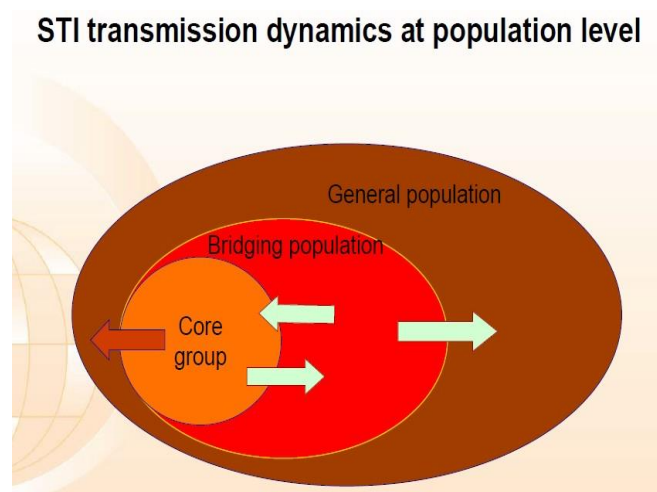 STI transmission dynamics at population level
General population
Bridging population
Core
group